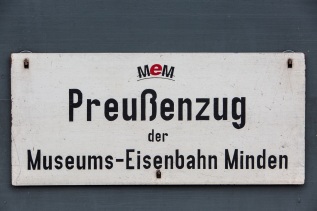 MeM
Preußenzug
der
Museums-Eisenbahn Minden